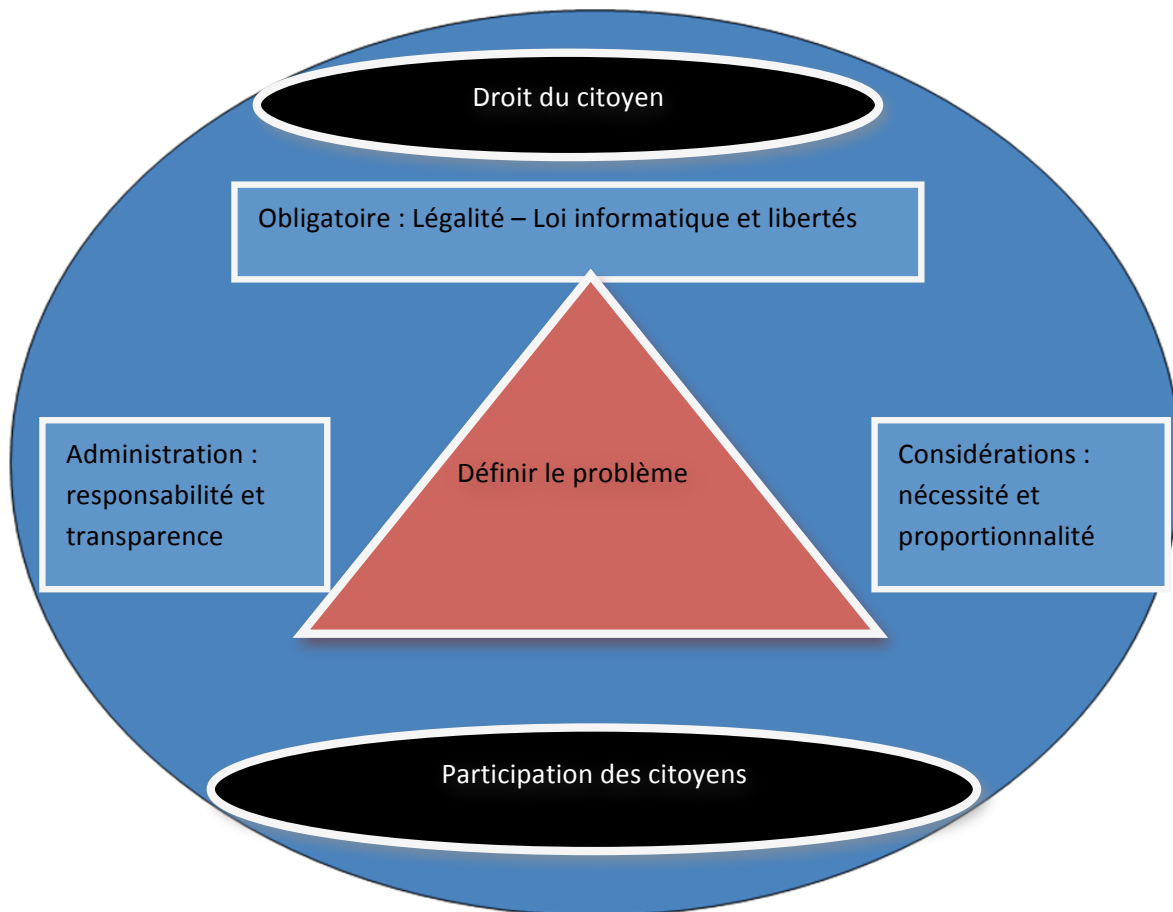 Droit du citoyen
Obligatoire : Légalité – Loi informatique et libertés
Administration :
responsabilité et
transparence
Définir le problème
Considérations :
nécessité et
proportionnalité
Participation des citoyens